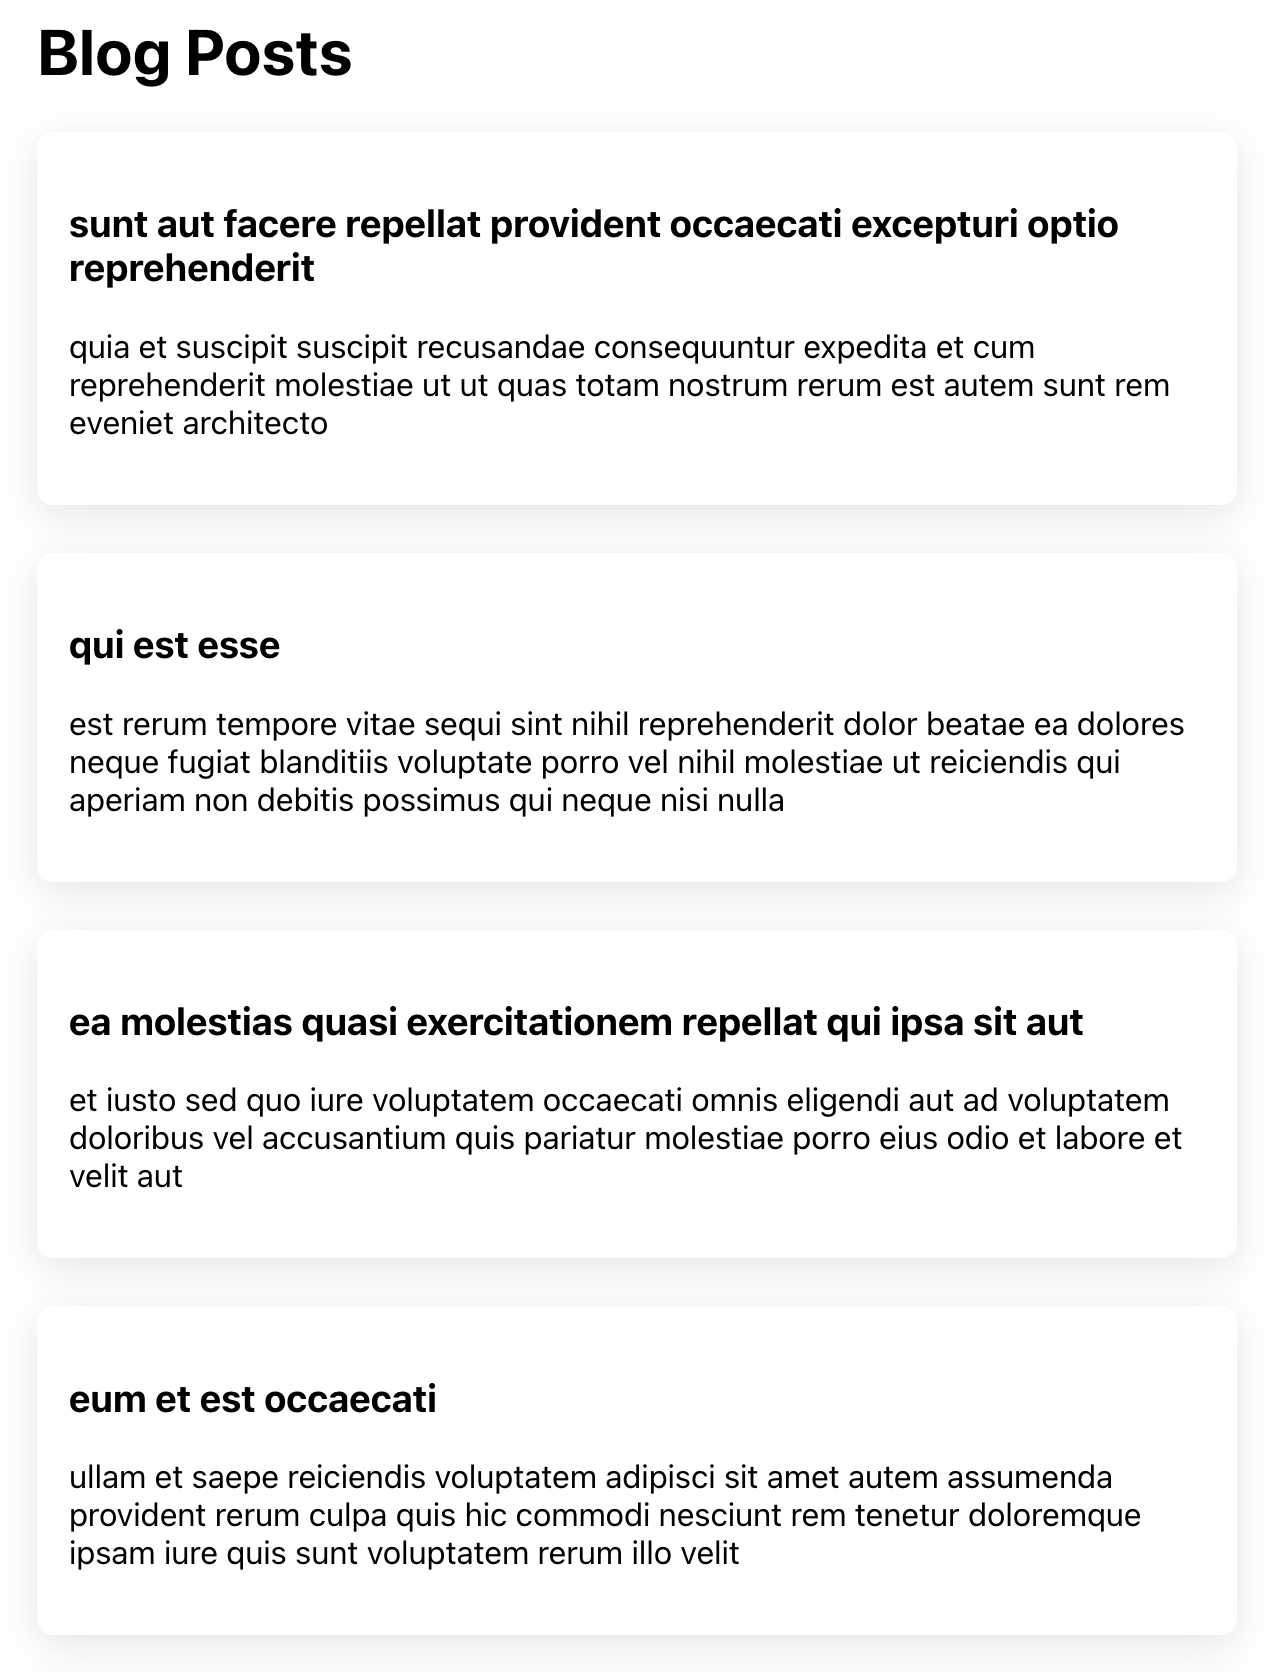 Blog Posts
sunt aut facere repellat provident occaecati excepturi optio
reprehenderit
quia et suscipit suscipit recusandae consequuntur expedita et cum
reprehenderit molestiae ut ut quas totam nostrum rerum est autem sunt rem
eveniet architecto
qui est esse
est rerum tempore vitae sequi sint nihil reprehenderit dolor beatae ea dolores
neque fugiat blanditiis voluptate porro vel nihil molestiae ut reiciendis qui
aperiam non debitis possimus qui neque nisi nulla
ea molestias quasi exercitationem repellat qui ipsa sit aut
et iusto sed quo iure voluptatem occaecati omnis eligendi aut ad voluptatem
doloribus vel accusantium quis pariatur molestiae porro eius odio et labore et
velit aut
eum et est occaecati
ullam et saepe reiciendis voluptatem adipisci sit amet autem assumenda
provident rerum culpa quis hic commodi nesciunt rem tenetur doloremque
ipsam iure quis sunt voluptatem rerum illo velit